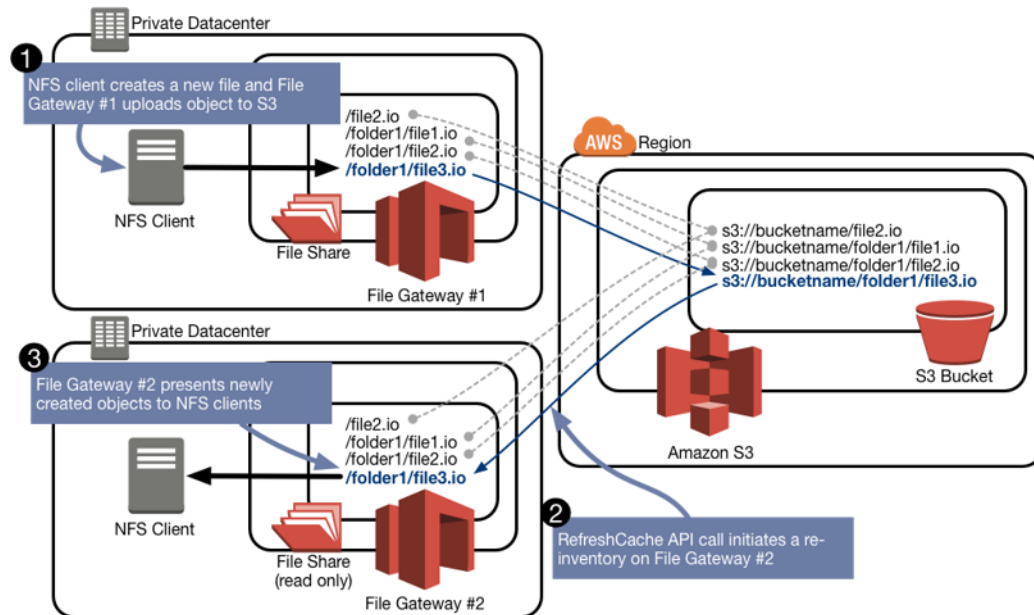 Private Datacenter
1
NFS client creates a new file and File
Gateway #1 uploads object to S3
/file2.io
/folder1/file1.io
/folder1/file2.io
/folder1/file3.io
NFS Client
File Share
File Gateway #1
AWS Region
s3://bucketname/file2.io
s3://bucketname/folder1/file1.io
s3://bucketname/folder1/file2.io
s3://bucketname/folder1/file3.io
S3 Bucket
Amazon S3
Private Datacenter
3
File Gateway #2 presents newly
created objects to NFS clients
/file2.io
/folder1/file1.io
/folder1/file2.io
/folder1/file3.io
NFS Client
File Share
(read only)
File Gateway #2
2
RefreshCache API call initiates a re-
inventory on File Gateway #2